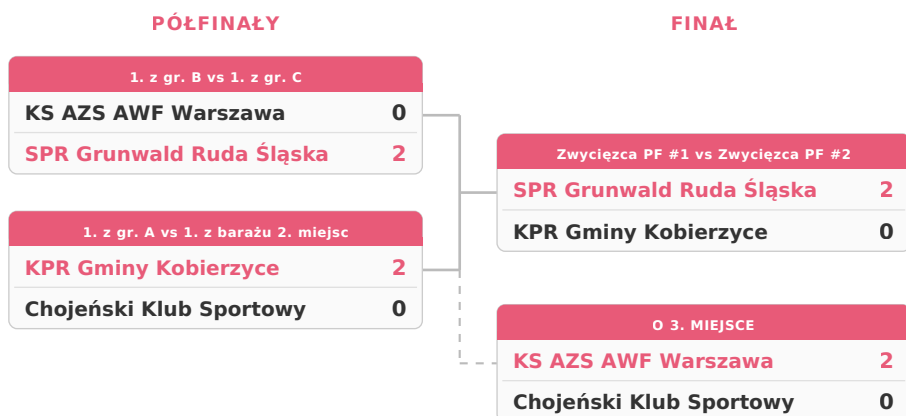 PÓŁFINAŁY
1. z gr. B vs 1. z gr. C
KS AZS AWF Warszawa 0
SPR Grunwald Ruda Śląska 2
1. z gr. A vs 1. z barażu 2. miejsc
KPR Gminy Kobierzyce 2
Chojeński Klub Sportowy 0
FINAŁ
Zwycięzca PF #1 vs Zwycięzca PF #2
SPR Grunwald Ruda Śląska 2
KPR Gminy Kobierzyce 0
O 3. MIEJSCE
KS AZS AWF Warszawa 2
Chojeński Klub Sportowy 0